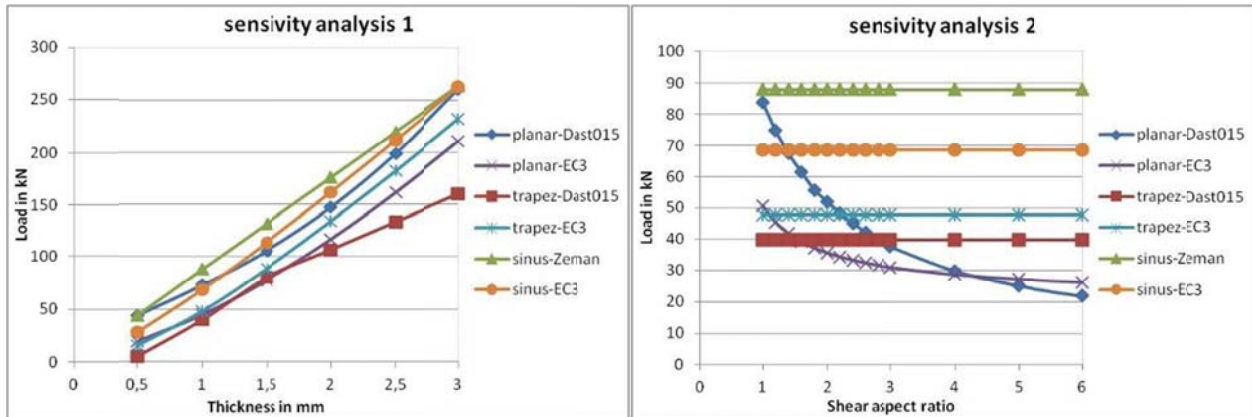 sensivity analysis 1
300
250
200
150
100
50
0
Load in kN
0
0,5
1
1,5
2
2,5
3
Thickness in mm
planar-Dast015
planar-EC3
trapez-Dast015
trapez-EC3
sinus-Zeman
sinus-EC3
sensivity analysis 2
100
90
80
70
60
50
40
30
20
10
0
Load in kN
0
1
2
3
4
5
6
Shear aspect ratio
planar-Dast015
planar-EC3
trapez-Dast015
trapez-EC3
sinus-Zeman
sinus-EC3